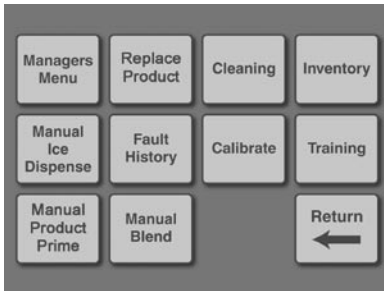 Managers
Menu
Replace
Product
Cleaning
Inventory
Manual
Ice
Dispense
Fault
History
Calibrate
Training
Manual
Product
Prime
Manual
Blend
Return